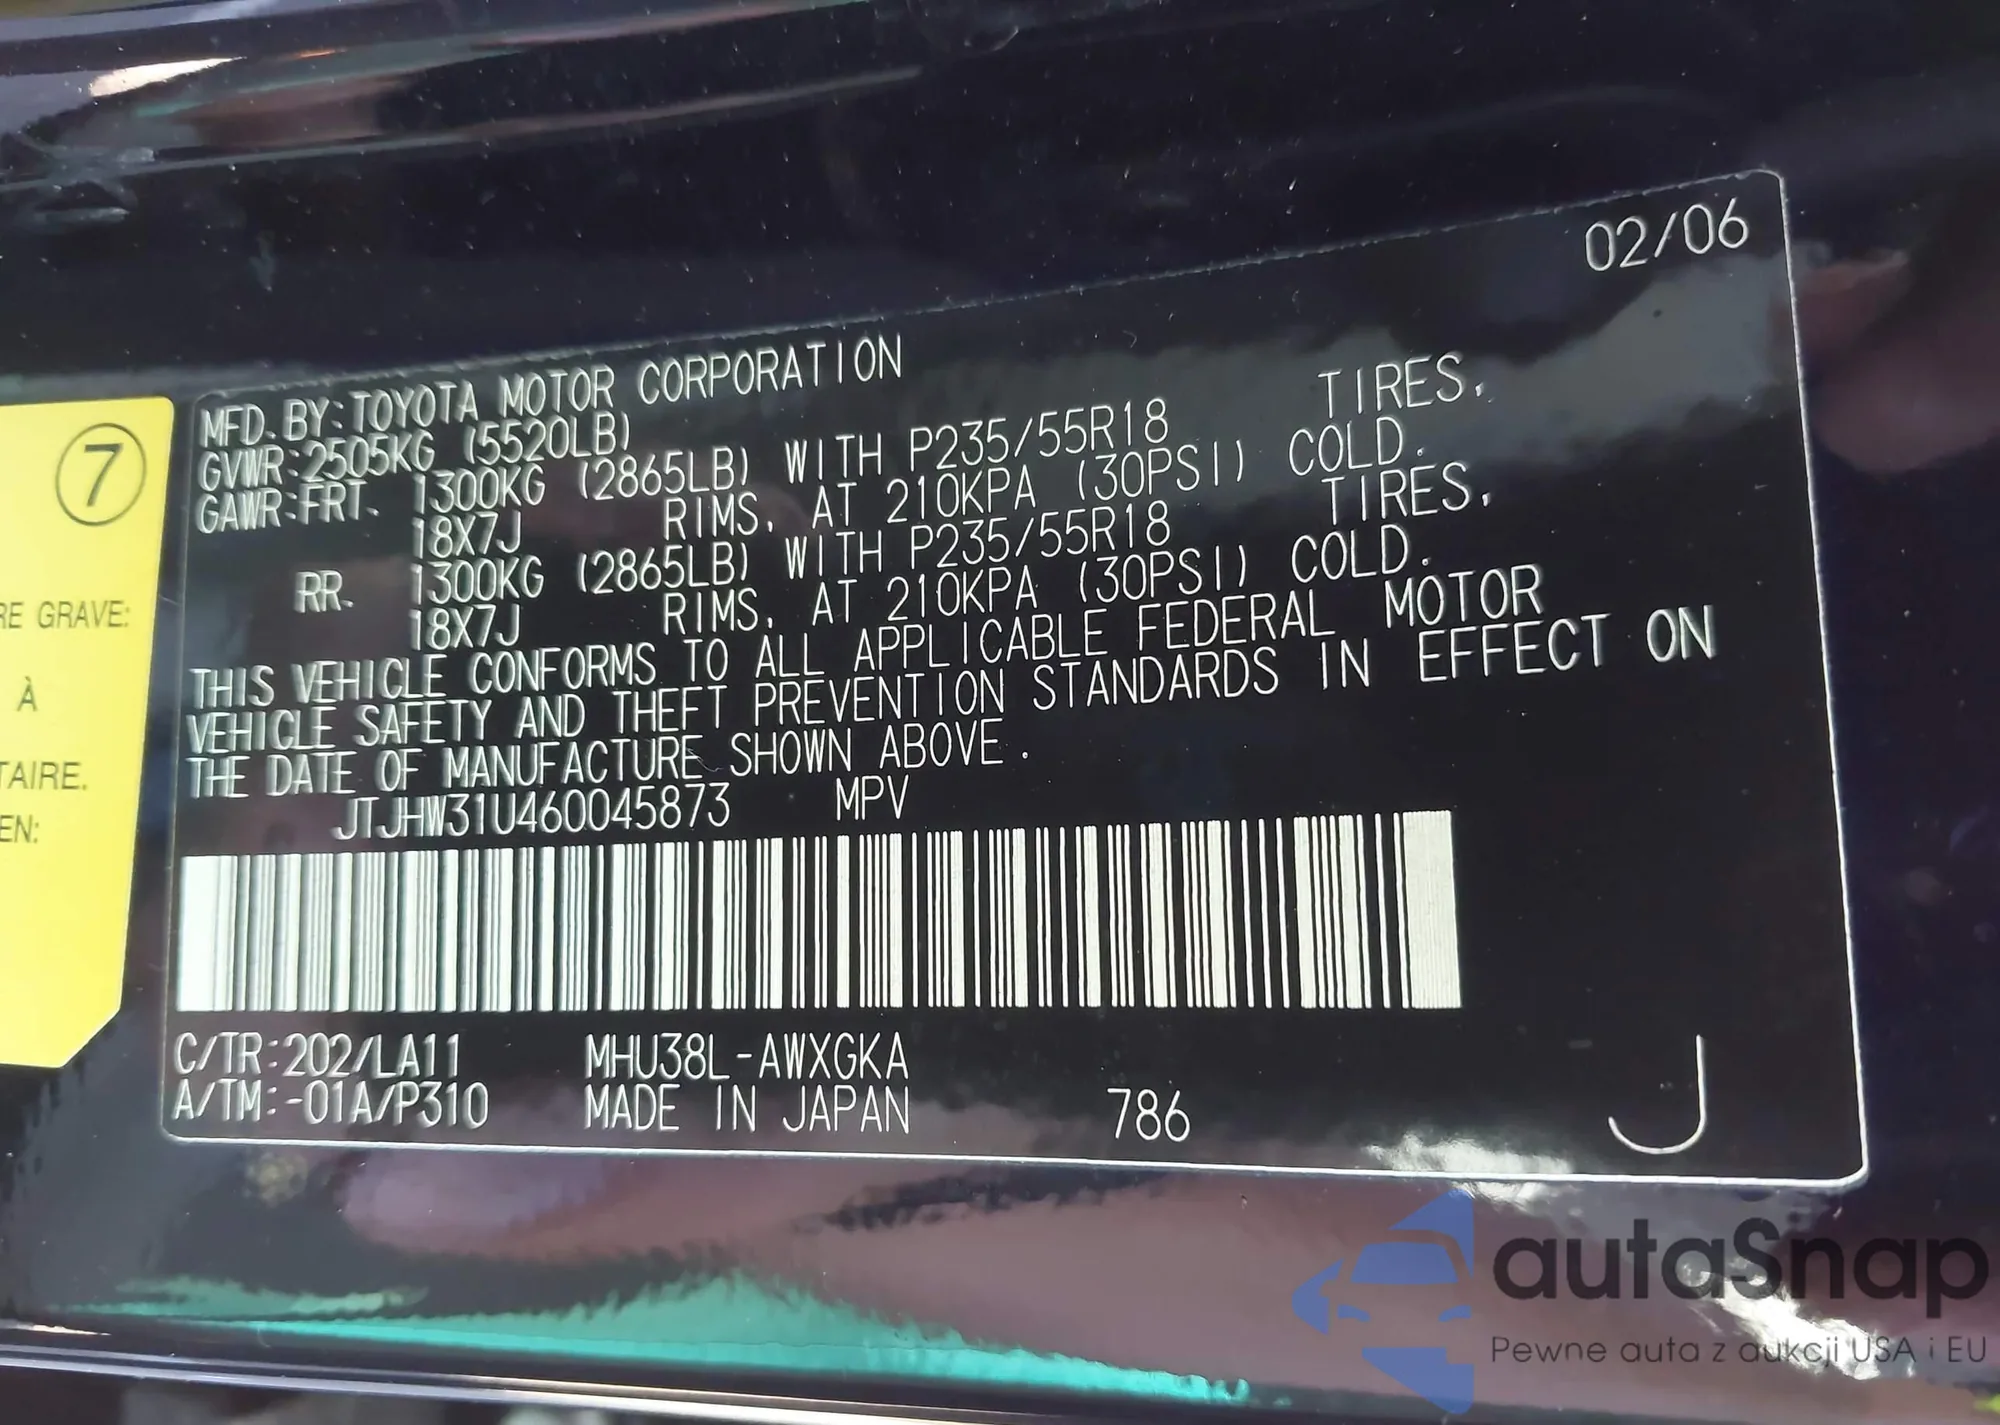 02/06
MFD. BY:TOYOTA MOTOR CORPORATION
GVWR:2505KG (5520LB)
GAWR:FRT. 1300KG (2865LB) WITH P235/55R18 TIRES,
18X7J RIMS, AT 210KPA (30PSI) COLD.
RR. 1300KG (2865LB) WITH P235/55R18 TIRES,
18X7J RIMS, AT 210KPA (30PSI) COLD.
THIS VEHICLE CONFORMS TO ALL APPLICABLE FEDERAL MOTOR
VEHICLE SAFETY AND THEFT PREVENTION STANDARDS IN EFFECT ON
THE DATE OF MANUFACTURE SHOWN ABOVE.
JTJHW31U460045873 MPV
C/TR:202/LA11 MHU38L-AWXGKA
A/TM:-01A/P310 MADE IN JAPAN 786 J
7
RE GRAVE:
À
TAIRE.
EN:
autaSnap
Pewne auta z aukcji USA i EU